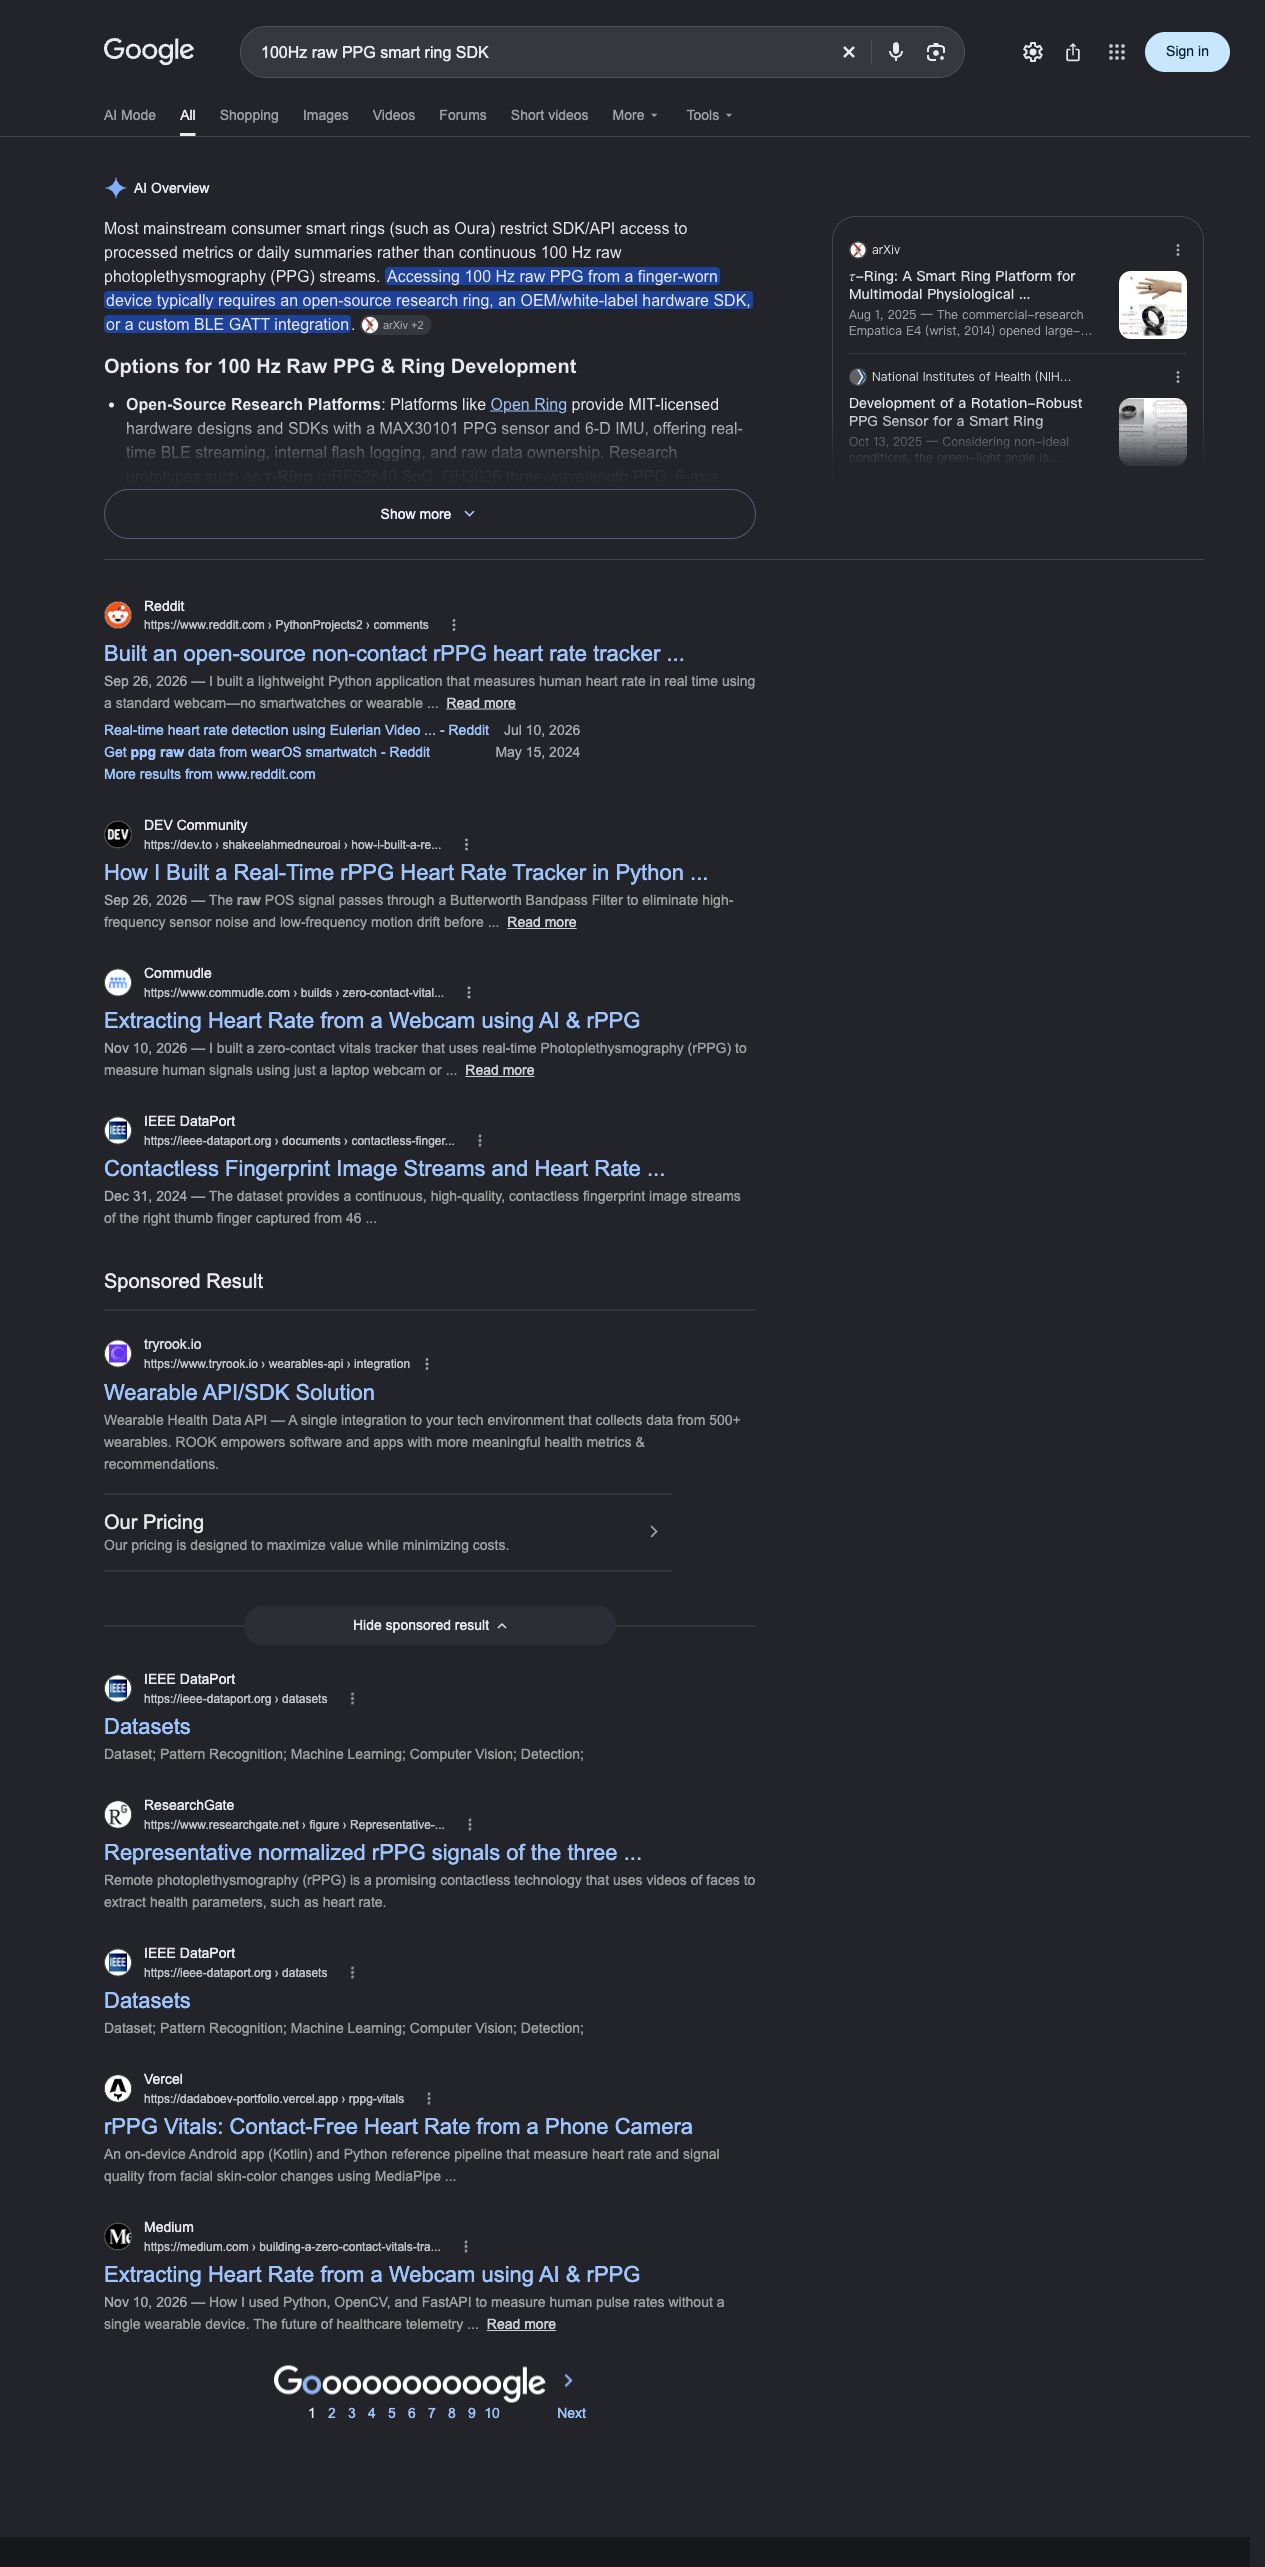 Google
100Hz raw PPG smart ring SDK
Sign in
AI Mode
All
Shopping
Images
Videos
Forums
Short videos
More
Tools
AI Overview
Most mainstream consumer smart rings (such as Oura) restrict SDK/API access to
processed metrics or daily summaries rather than continuous 100 Hz raw
photoplethysmography (PPG) streams. Accessing 100 Hz raw PPG from a finger-worn
device typically requires an open-source research ring, an OEM/white-label hardware SDK,
or a custom BLE GATT integration. arXiv +2
Options for 100 Hz Raw PPG & Ring Development
• Open-Source Research Platforms: Platforms like Open Ring provide MIT-licensed
hardware designs and SDKs with a MAX30101 PPG sensor and 6-D IMU, offering real-
time BLE streaming, internal flash logging, and raw data ownership. Research
prototypes such as τ-Ring (nRF52840 SoC, GH3026 three-wavelength PPG, 6-axis
Show more
arXiv
τ-Ring: A Smart Ring Platform for
Multimodal Physiological ...
Aug 1, 2025 — The commercial-research
Empatica E4 (wrist, 2014) opened large-...
National Institutes of Health (NIH...
Development of a Rotation-Robust
PPG Sensor for a Smart Ring
Oct 13, 2025 — Considering non-ideal
conditions, the green-light angle is...
Reddit
https://www.reddit.com › PythonProjects2 › comments
Built an open-source non-contact rPPG heart rate tracker ...
Sep 26, 2026 — I built a lightweight Python application that measures human heart rate in real time using
a standard webcam—no smartwatches or wearable ... Read more
Real-time heart rate detection using Eulerian Video ... - Reddit Jul 10, 2026
Get ppg raw data from wearOS smartwatch - Reddit May 15, 2024
More results from www.reddit.com
DEV
DEV Community
https://dev.to › shakeelahmedneuroai › how-i-built-a-re...
How I Built a Real-Time rPPG Heart Rate Tracker in Python ...
Sep 26, 2026 — The raw POS signal passes through a Butterworth Bandpass Filter to eliminate high-
frequency sensor noise and low-frequency motion drift before ... Read more
Commudle
https://www.commudle.com › builds › zero-contact-vital...
Extracting Heart Rate from a Webcam using AI & rPPG
Nov 10, 2026 — I built a zero-contact vitals tracker that uses real-time Photoplethysmography (rPPG) to
measure human signals using just a laptop webcam or ... Read more
IEEE
IEEE DataPort
https://ieee-dataport.org › documents › contactless-finger...
Contactless Fingerprint Image Streams and Heart Rate ...
Dec 31, 2024 — The dataset provides a continuous, high-quality, contactless fingerprint image streams
of the right thumb finger captured from 46 ...
Sponsored Result
tryrook.io
https://www.tryrook.io › wearables-api › integration
Wearable API/SDK Solution
Wearable Health Data API — A single integration to your tech environment that collects data from 500+
wearables. ROOK empowers software and apps with more meaningful health metrics &
recommendations.
Our Pricing
Our pricing is designed to maximize value while minimizing costs.
Hide sponsored result
IEEE
IEEE DataPort
https://ieee-dataport.org › datasets
Datasets
Dataset; Pattern Recognition; Machine Learning; Computer Vision; Detection;
RG
ResearchGate
https://www.researchgate.net › figure › Representative-...
Representative normalized rPPG signals of the three ...
Remote photoplethysmography (rPPG) is a promising contactless technology that uses videos of faces to
extract health parameters, such as heart rate.
IEEE
IEEE DataPort
https://ieee-dataport.org › datasets
Datasets
Dataset; Pattern Recognition; Machine Learning; Computer Vision; Detection;
Vercel
https://dadaboev-portfolio.vercel.app › rppg-vitals
rPPG Vitals: Contact-Free Heart Rate from a Phone Camera
An on-device Android app (Kotlin) and Python reference pipeline that measure heart rate and signal
quality from facial skin-color changes using MediaPipe ...
Medium
https://medium.com › building-a-zero-contact-vitals-tra...
Extracting Heart Rate from a Webcam using AI & rPPG
Nov 10, 2026 — How I used Python, OpenCV, and FastAPI to measure human pulse rates without a
single wearable device. The future of healthcare telemetry ... Read more
Goooooooooogle
1 2 3 4 5 6 7 8 9 10 Next